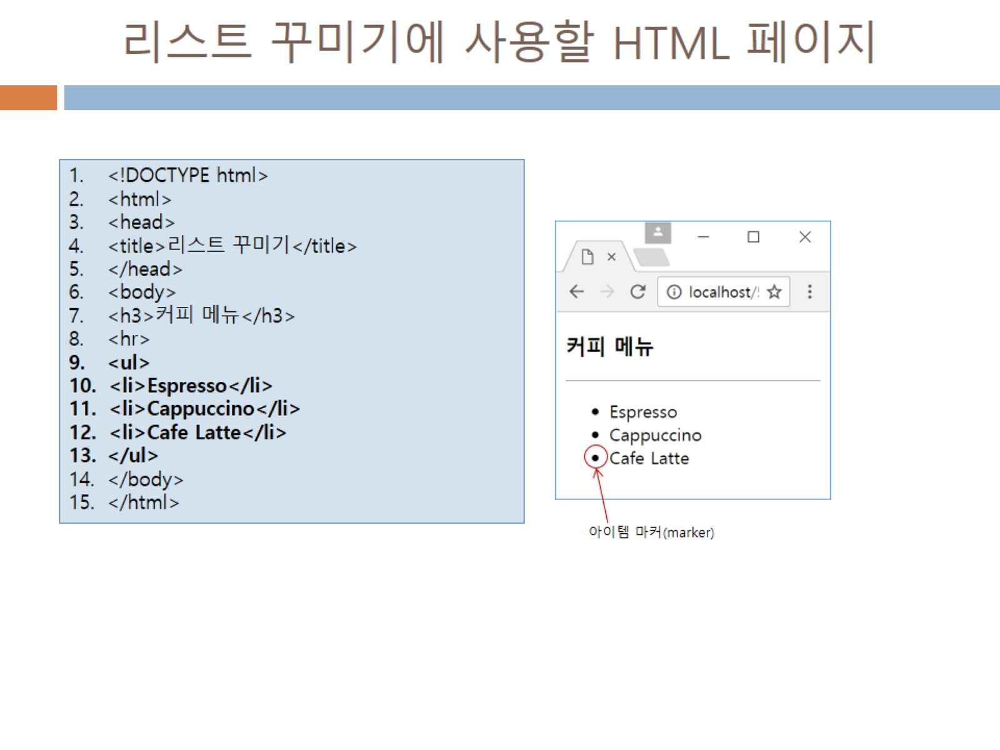 리스트 꾸미기에 사용할 HTML 페이지
1. <!DOCTYPE html>
2. <html>
3. <head>
4. <title>리스트 꾸미기</title>
5. </head>
6. <body>
7. <h3>커피 메뉴</h3>
8. <hr>
9. <ul>
10. <li>Espresso</li>
11. <li>Cappuccino</li>
12. <li>Cafe Latte</li>
13. </ul>
14. </body>
15. </html>
localhost/
커피 메뉴
• Espresso
• Cappuccino
• Cafe Latte
아이템 마커(marker)